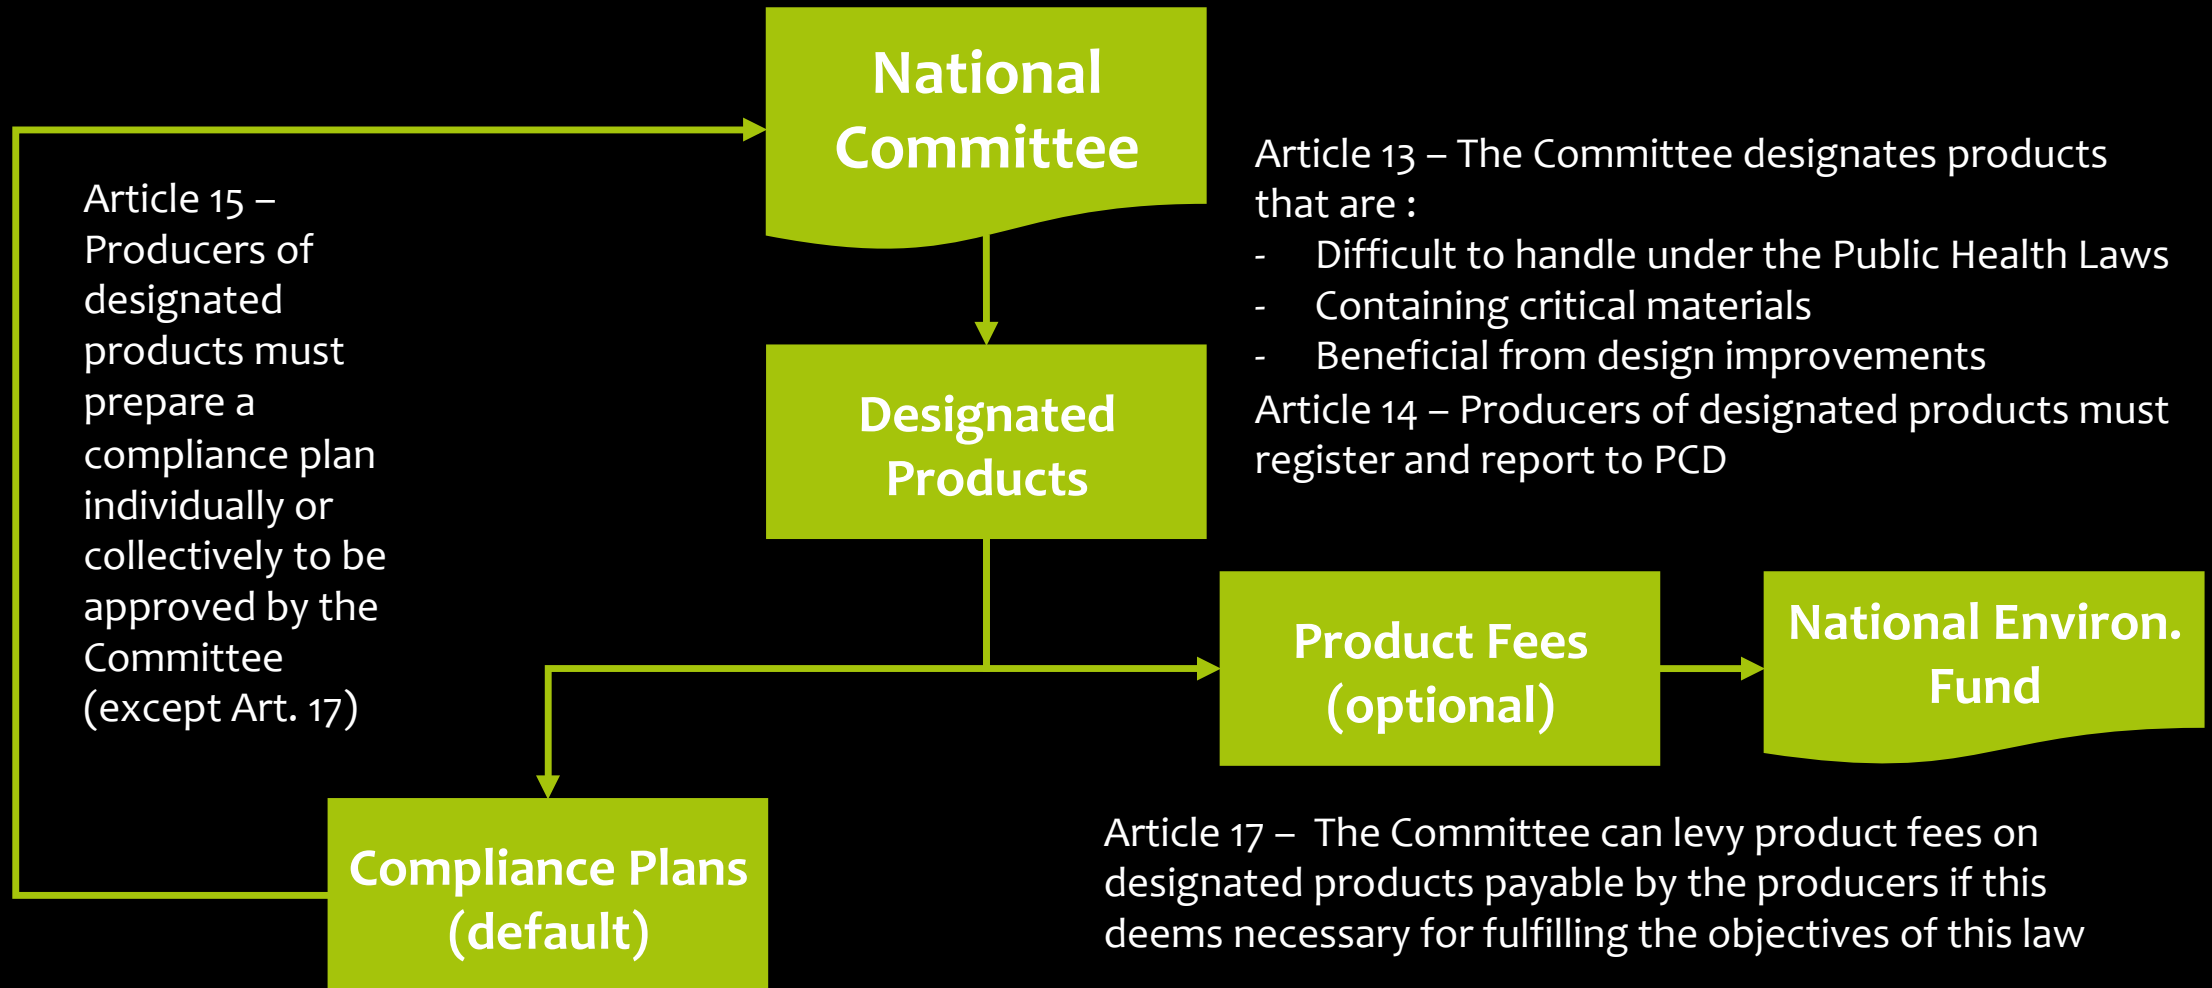 National
Committee
Article 13 – The Committee designates products
that are :
- Difficult to handle under the Public Health Laws
- Containing critical materials
- Beneficial from design improvements
Article 14 – Producers of designated products must
register and report to PCD
Article 15 –
Producers of
designated
products must
prepare a
compliance plan
individually or
collectively to be
approved by the
Committee
(except Art. 17)
Designated
Products
Product Fees
(optional)
National Environ.
Fund
Compliance Plans
(default)
Article 17 – The Committee can levy product fees on
designated products payable by the producers if this
deems necessary for fulfilling the objectives of this law